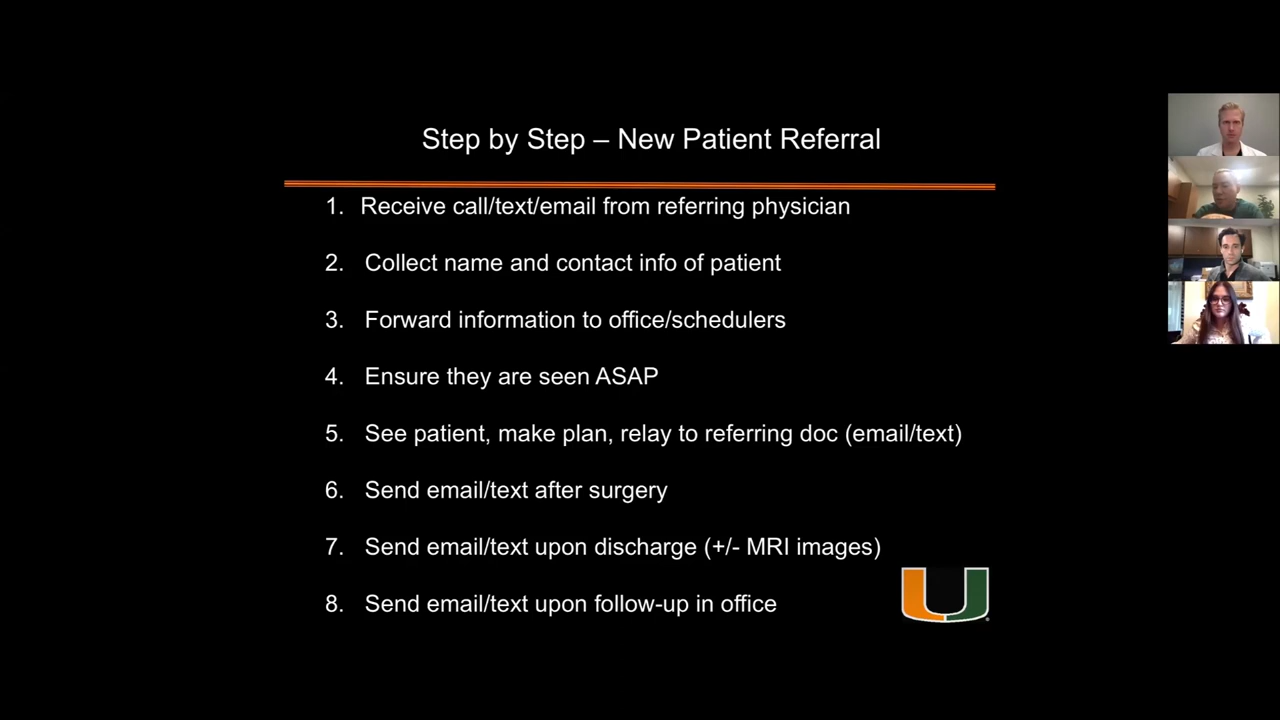 Step by Step – New Patient Referral
1. Receive call/text/email from referring physician
2. Collect name and contact info of patient
3. Forward information to office/schedulers
4. Ensure they are seen ASAP
5. See patient, make plan, relay to referring doc (email/text)
6. Send email/text after surgery
7. Send email/text upon discharge (+/- MRI images)
8. Send email/text upon follow-up in office
U®